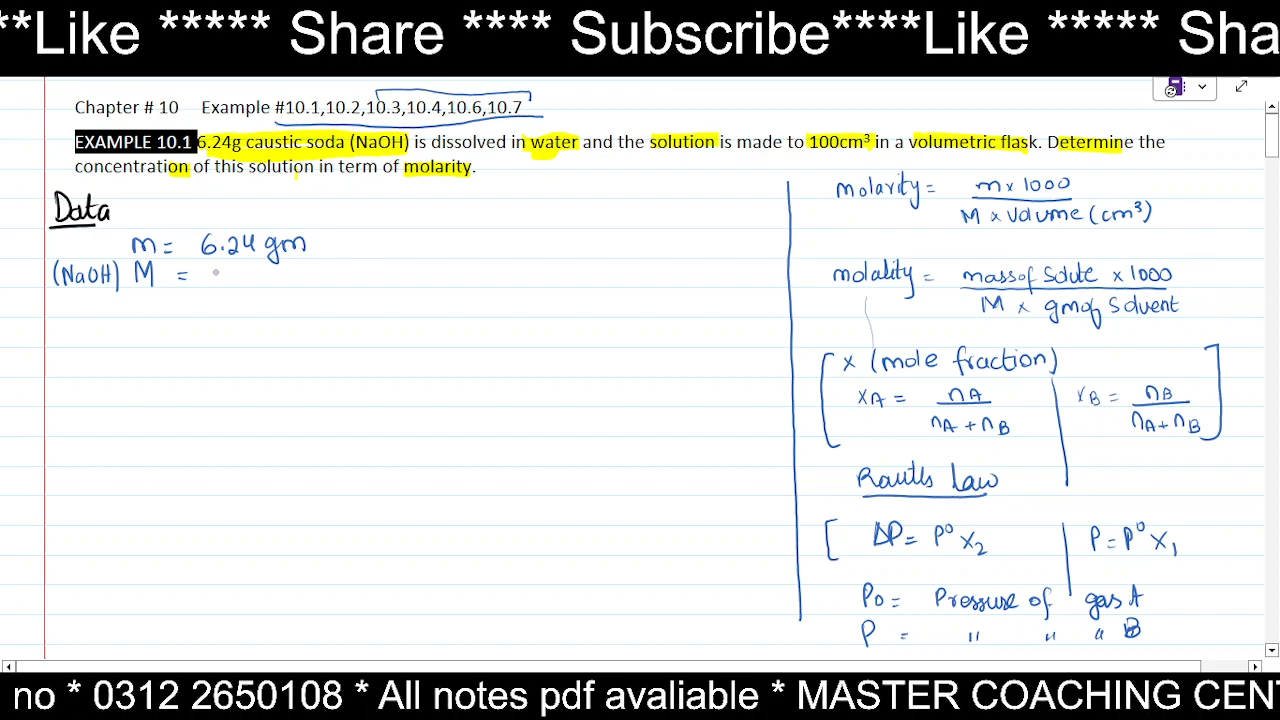 **Like ***** Share **** Subscribe****Like ***** Sha
Chapter # 10 Example #10.1,10.2,10.3,10.4,10.6,10.7
EXAMPLE 10.1 6.24g caustic soda (NaOH) is dissolved in water and the solution is made to 100cm³ in a volumetric flask. Determine the
concentration of this solution in term of molarity.
Data
m = 6.24 gm
(NaOH) M =
molarity = m x 1000
M x Volume (cm³)
molality = mass of Solute x 1000
M x gm of Solvent
x (mole fraction)
xA = nA / nA + nB
xB = nB / nA + nB
Raults Law
ΔP = P⁰ x₂
P = P⁰ x₁
P₀ = Pressure of gas A
P = " " " B
no * 0312 2650108 * All notes pdf avaliable * MASTER COACHING CENT